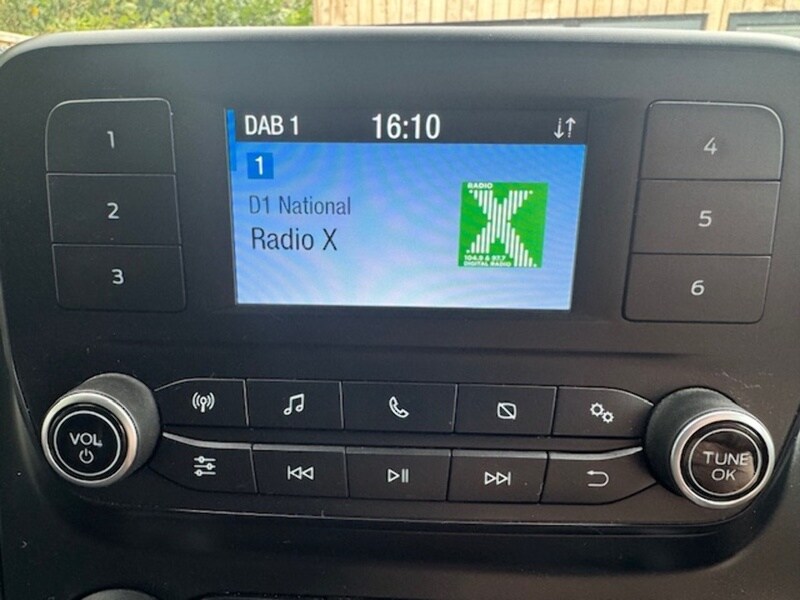 DAB 1
16:10
1
D1 National
Radio X
RADIO
X
104.9 & 97.7
DIGITAL RADIO
1
2
3
4
5
6
VOL
TUNE
OK